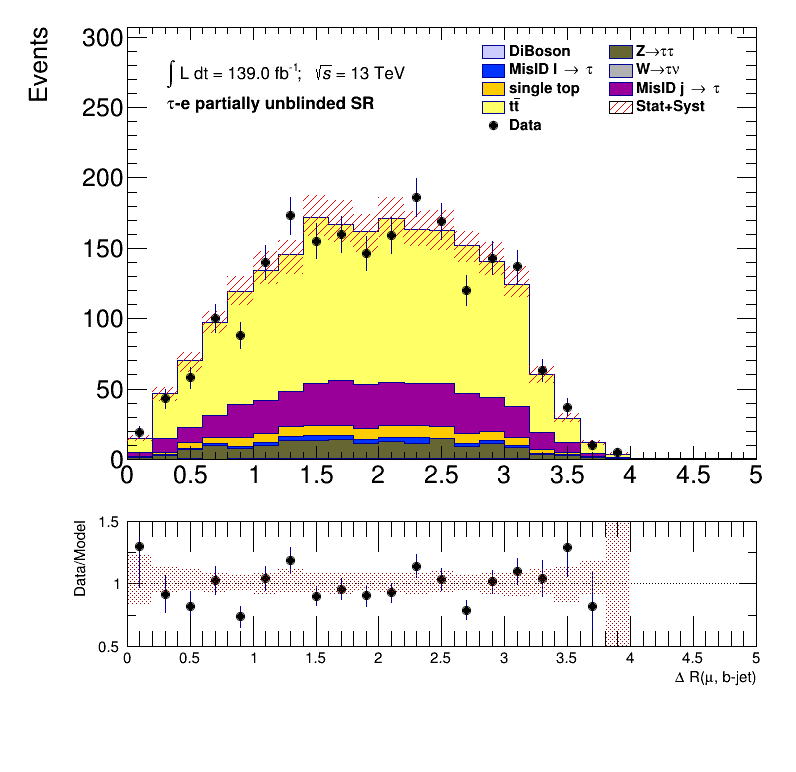 Events
300
250
200
150
100
50
0
∫ L dt = 139.0 fb⁻¹; √s = 13 TeV
τ-e partially unblinded SR
DiBoson
MisID l → τ
single top
tt̄
Data
Z→ττ
W→τν
MisID j → τ
Stat+Syst
0 0.5 1 1.5 2 2.5 3 3.5 4 4.5 5
Data/Model
1.5
1
0.5
0 0.5 1 1.5 2 2.5 3 3.5 4 4.5 5
Δ R(μ, b-jet)